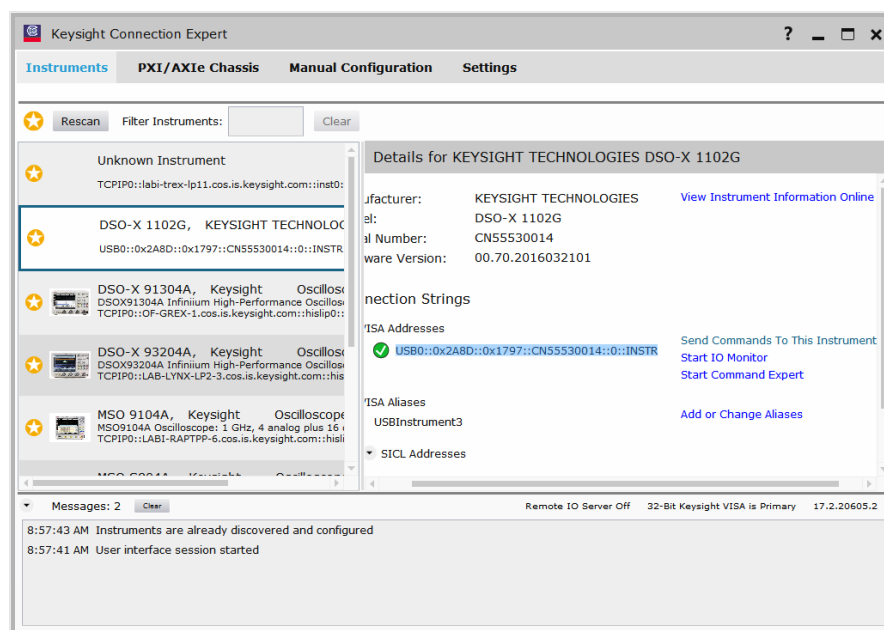 Keysight Connection Expert
?
Instruments PXI/AXIe Chassis Manual Configuration Settings
Rescan Filter Instruments: Clear
Unknown Instrument
TCPIP0::labi-trex-lp11.cos.is.keysight.com::inst0:
DSO-X 1102G, KEYSIGHT TECHNOLOG
USB0::0x2A8D::0x1797::CN55530014::0::INSTR
DSO-X 91304A, Keysight Oscillos
DSOX91304A Infiniium High-Performance Oscillos
TCPIP0::OF-GREX-1.cos.is.keysight.com::hislip0::
DSO-X 93204A, Keysight Oscillos
DSOX93204A Infiniium High-Performance Oscillos
TCPIP0::LAB-LYNX-LP2-3.cos.is.keysight.com::his
MSO 9104A, Keysight Oscilloscope
MSO9104A Oscilloscope: 1 GHz, 4 analog plus 16
TCPIP0::LABI-RAPTPP-6.cos.is.keysight.com::hisli
Details for KEYSIGHT TECHNOLOGIES DSO-X 1102G
ufacturer: KEYSIGHT TECHNOLOGIES View Instrument Information Online
el: DSO-X 1102G
al Number: CN55530014
ware Version: 00.70.2016032101
nection Strings
VISA Addresses
USB0::0x2A8D::0x1797::CN55530014::0::INSTR
Send Commands To This Instrument
Start IO Monitor
Start Command Expert
VISA Aliases
USBInstrument3
Add or Change Aliases
SICL Addresses
Messages: 2 Clear Remote IO Server Off 32-Bit Keysight VISA is Primary 17.2.20605.2
8:57:43 AM Instruments are already discovered and configured
8:57:41 AM User interface session started